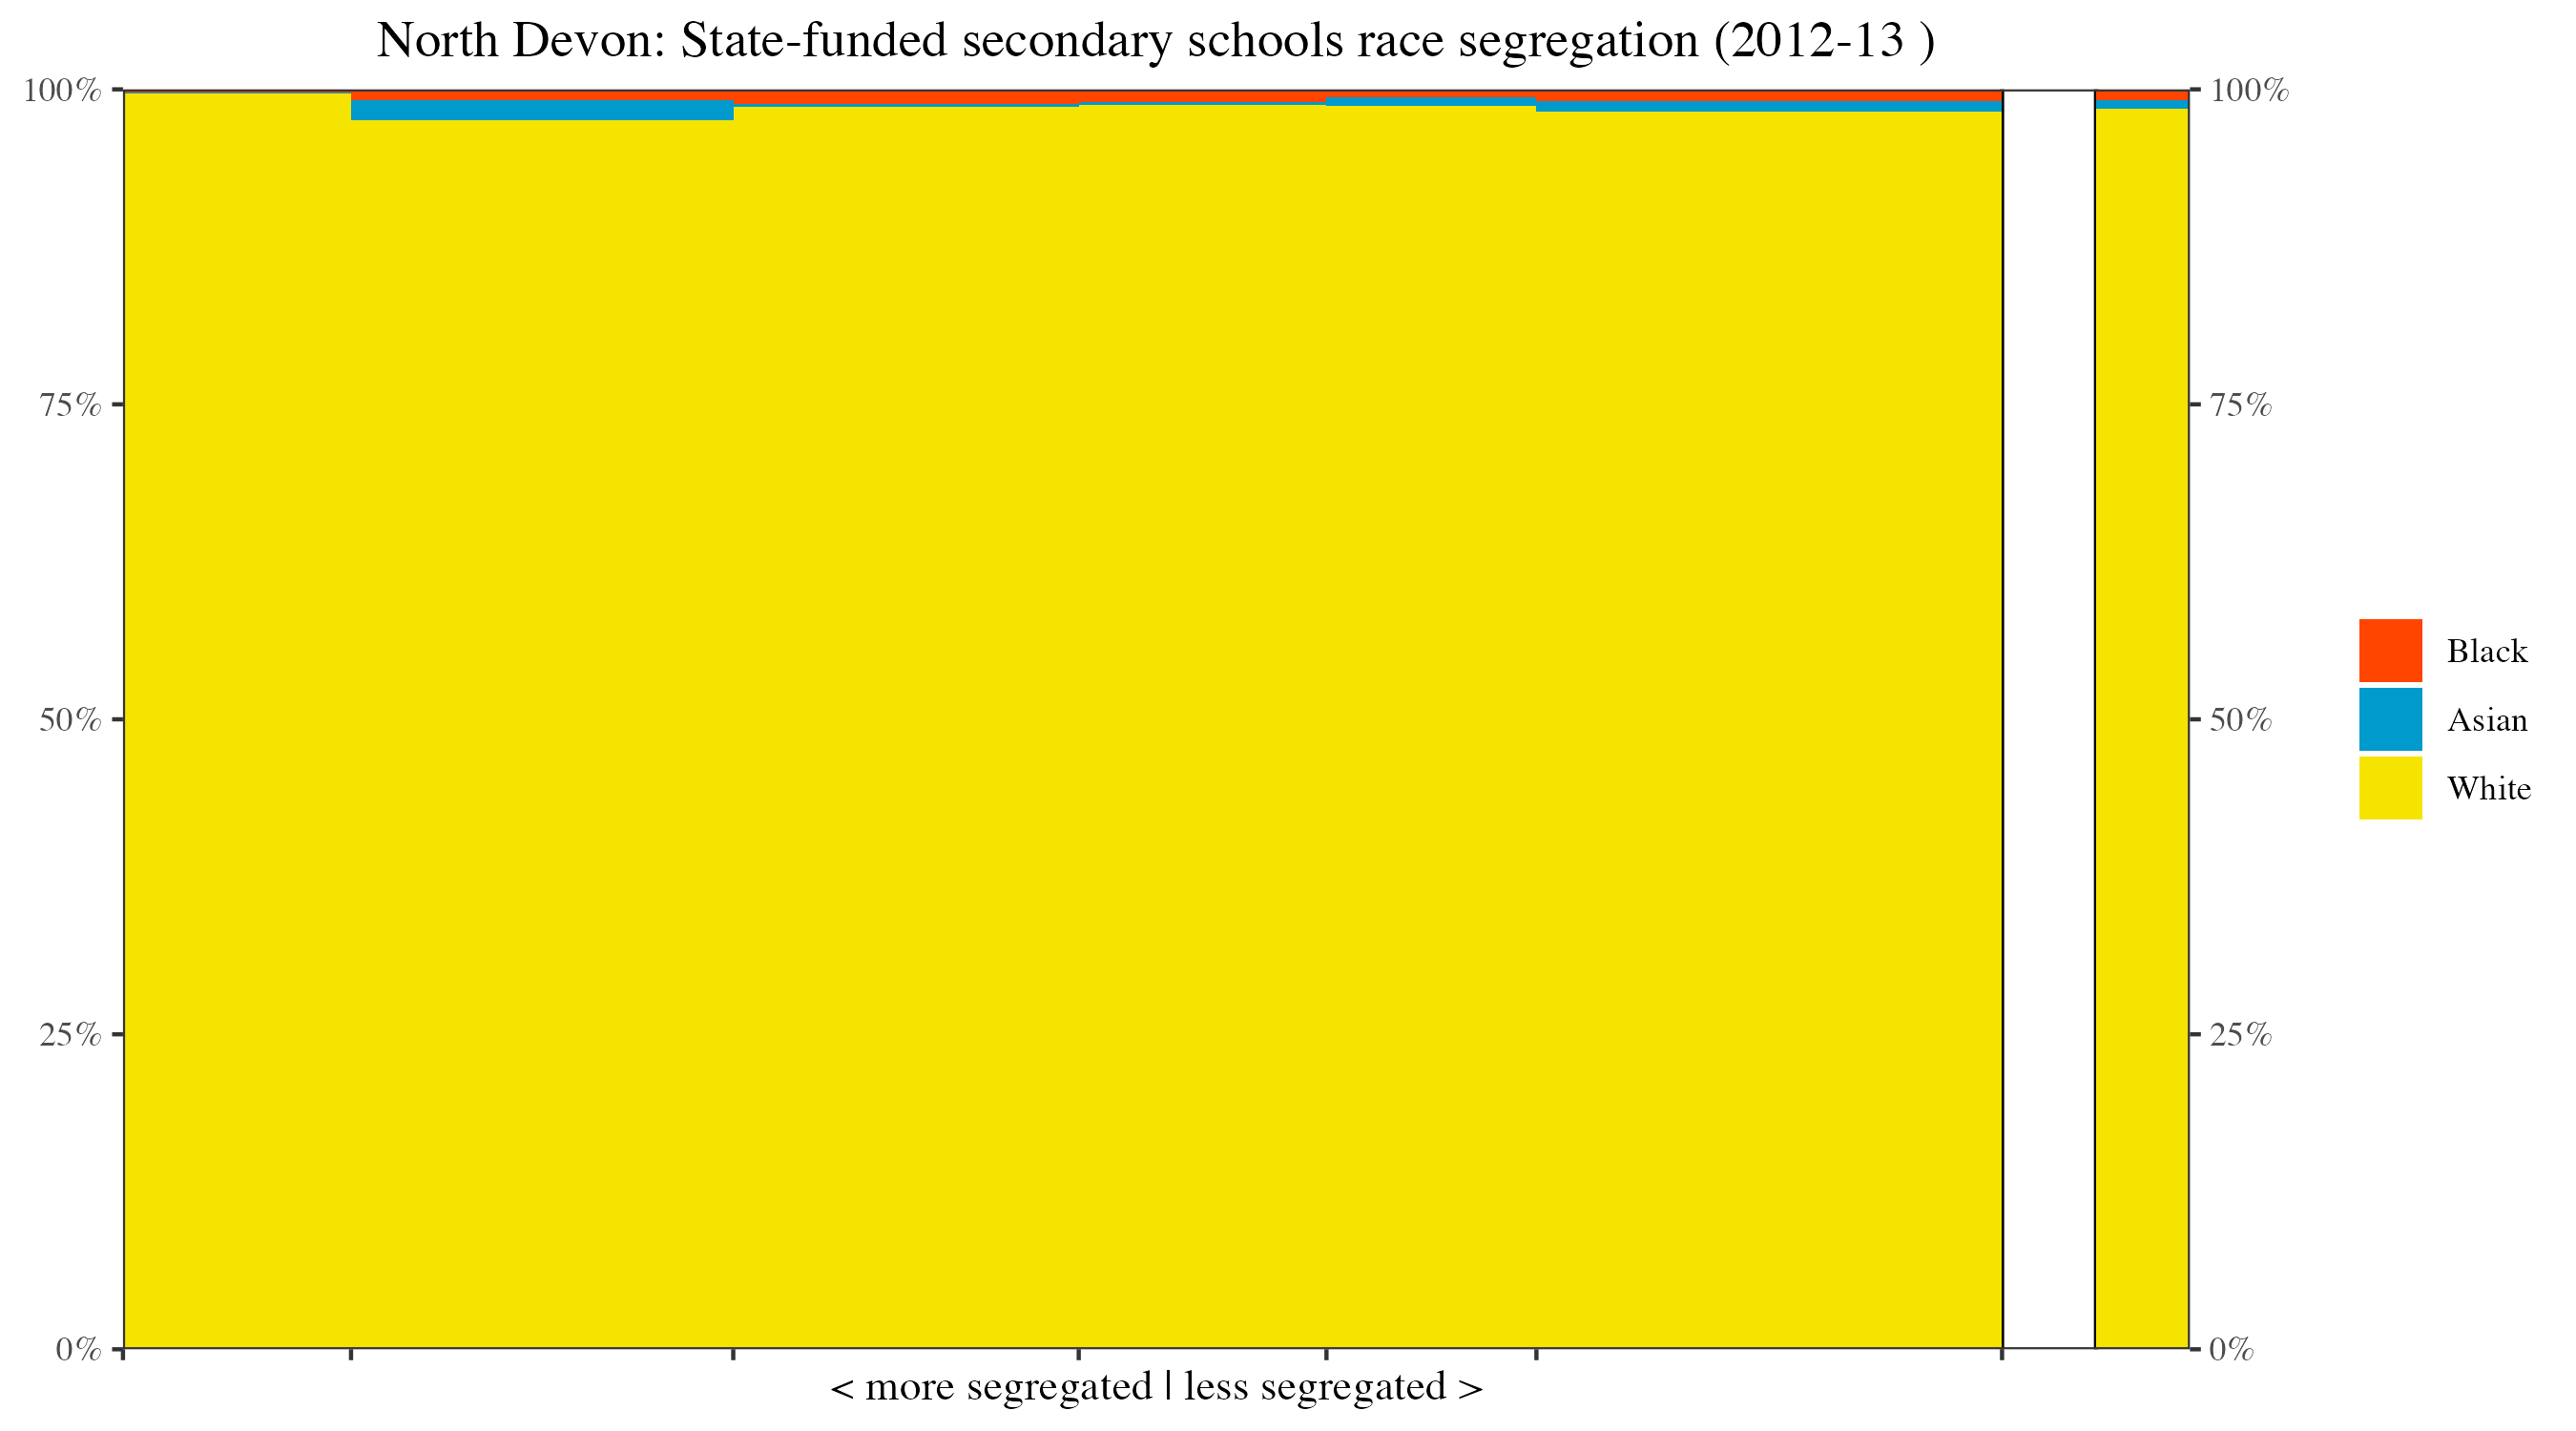 North Devon: State-funded secondary schools race segregation (2012-13 )
100%
75%
50%
25%
0%
100%
75%
50%
25%
0%
Black
Asian
White
< more segregated | less segregated >